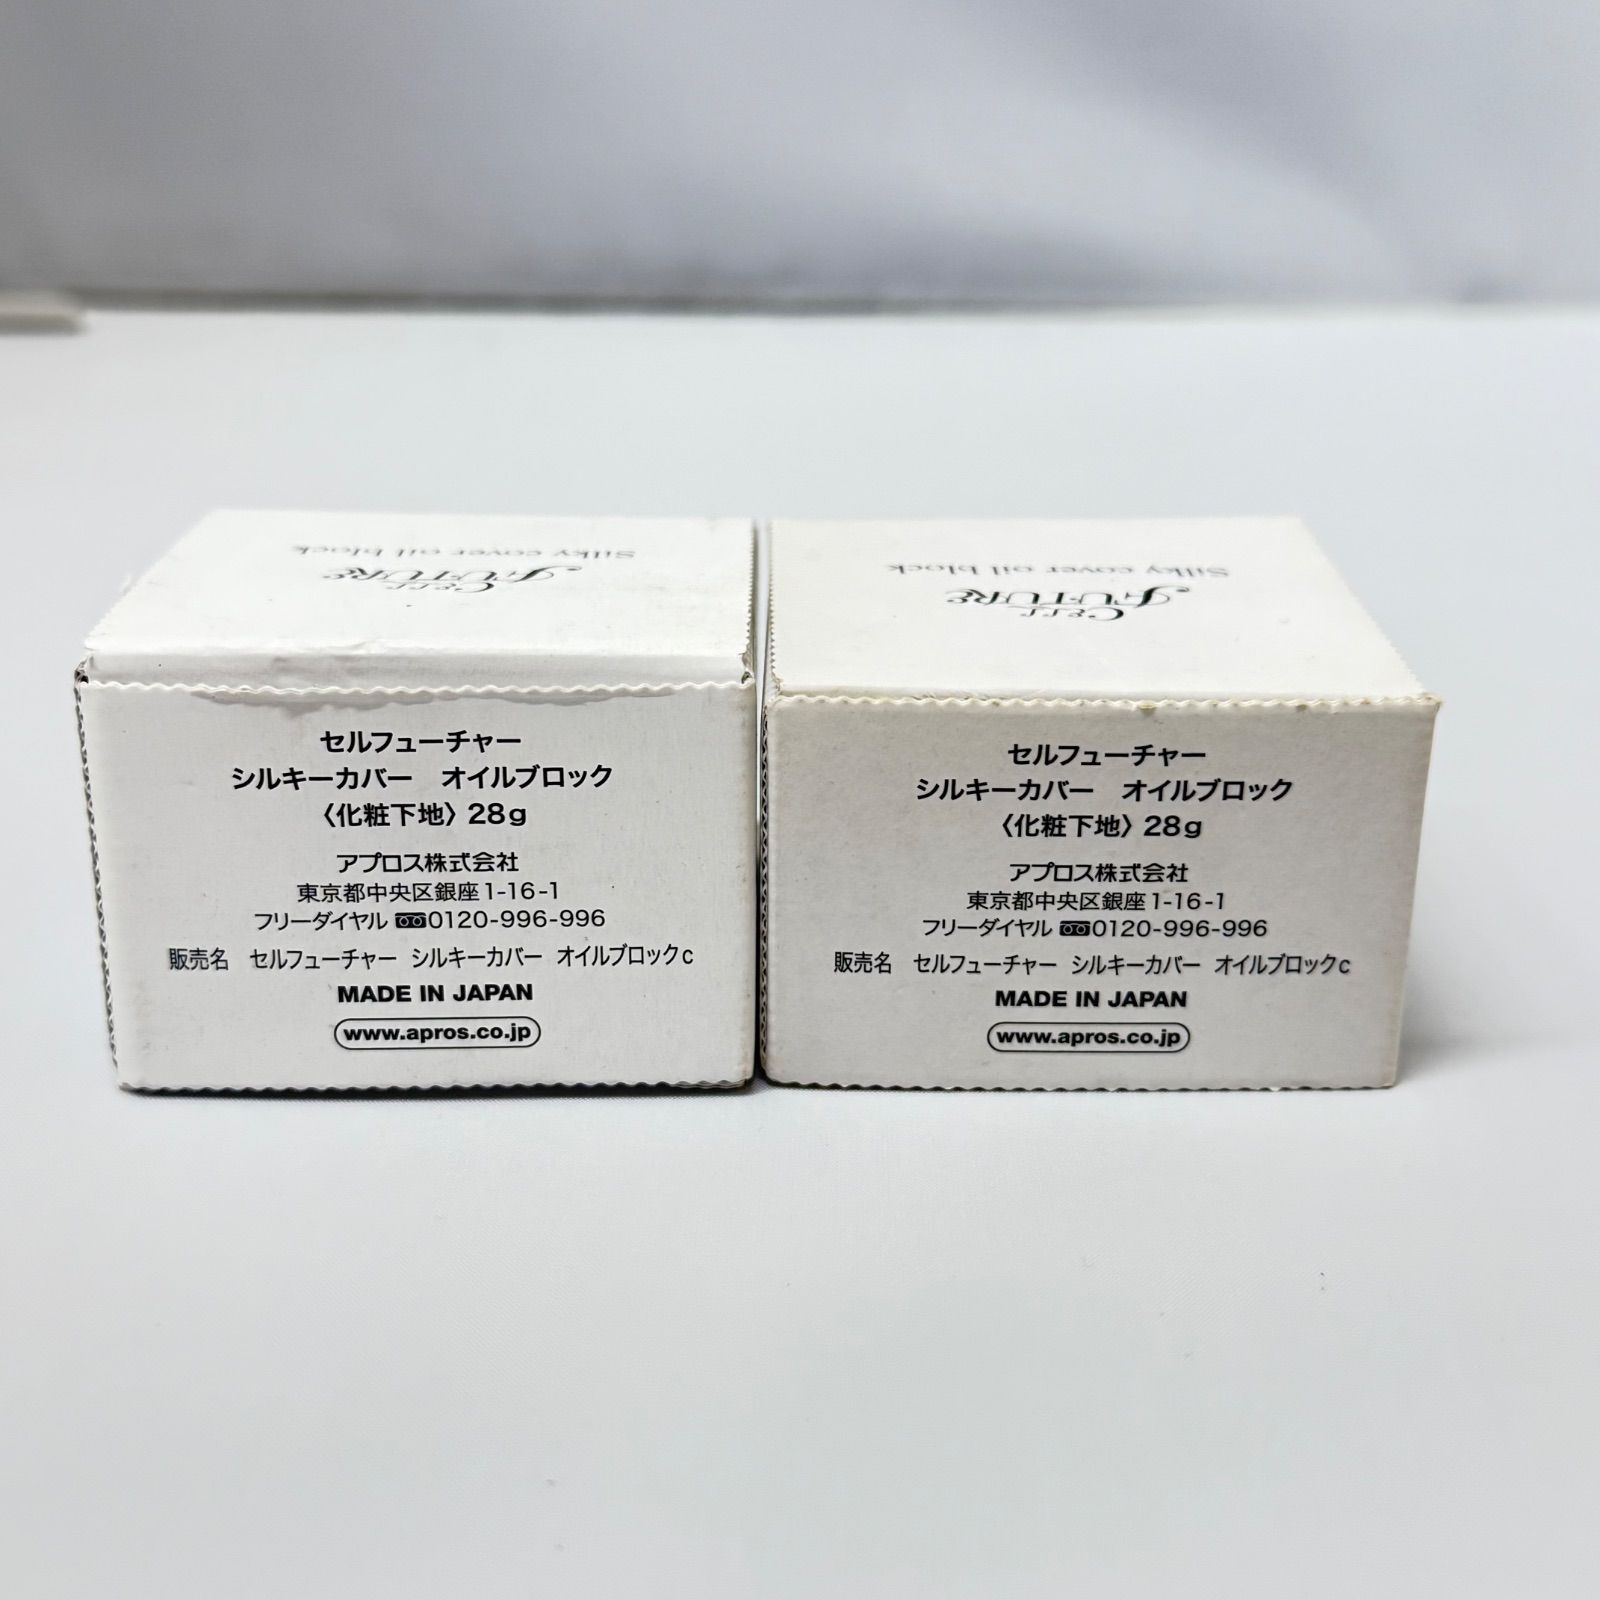 Silky cover oil block
Cell
FUTURE
セルフューチャー
シルキーカバー　オイルブロック
〈化粧下地〉28g
アプロス株式会社
東京都中央区銀座1-16-1
フリーダイヤル 0120-996-996
販売名　セルフューチャー　シルキーカバー　オイルブロックc
MADE IN JAPAN
www.apros.co.jp
Silky cover oil block
Cell
FUTURE
セルフューチャー
シルキーカバー　オイルブロック
〈化粧下地〉28g
アプロス株式会社
東京都中央区銀座1-16-1
フリーダイヤル 0120-996-996
販売名　セルフューチャー　シルキーカバー　オイルブロックc
MADE IN JAPAN
www.apros.co.jp